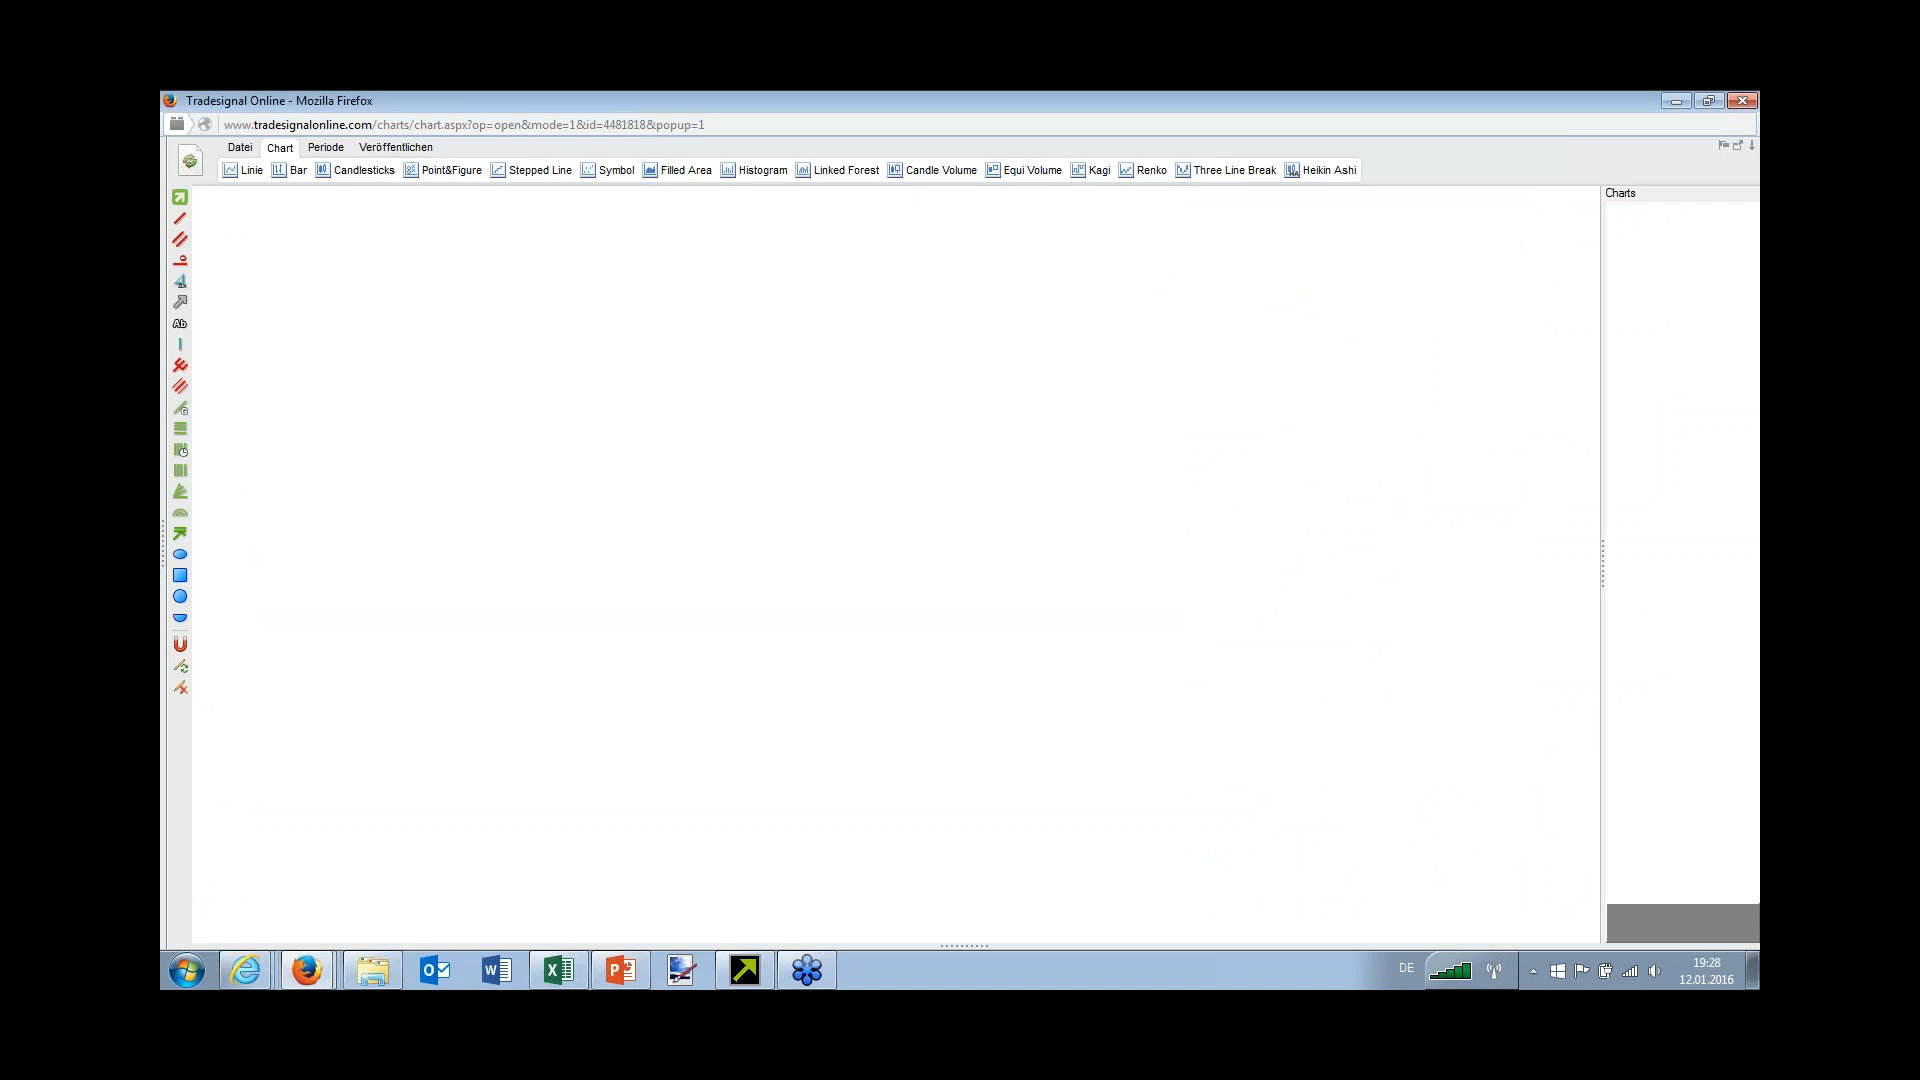 Tradesignal Online - Mozilla Firefox
www.tradesignalonline.com/charts/chart.aspx?op=open&mode=1&id=4481818&popup=1
Datei Chart Periode Veröffentlichen
Linie Bar Candlesticks Point&Figure Stepped Line Symbol Filled Area Histogram Linked Forest Candle Volume Equi Volume Kagi Renko Three Line Break Heikin Ashi
Charts
Ab
DE
19:28
12.01.2016